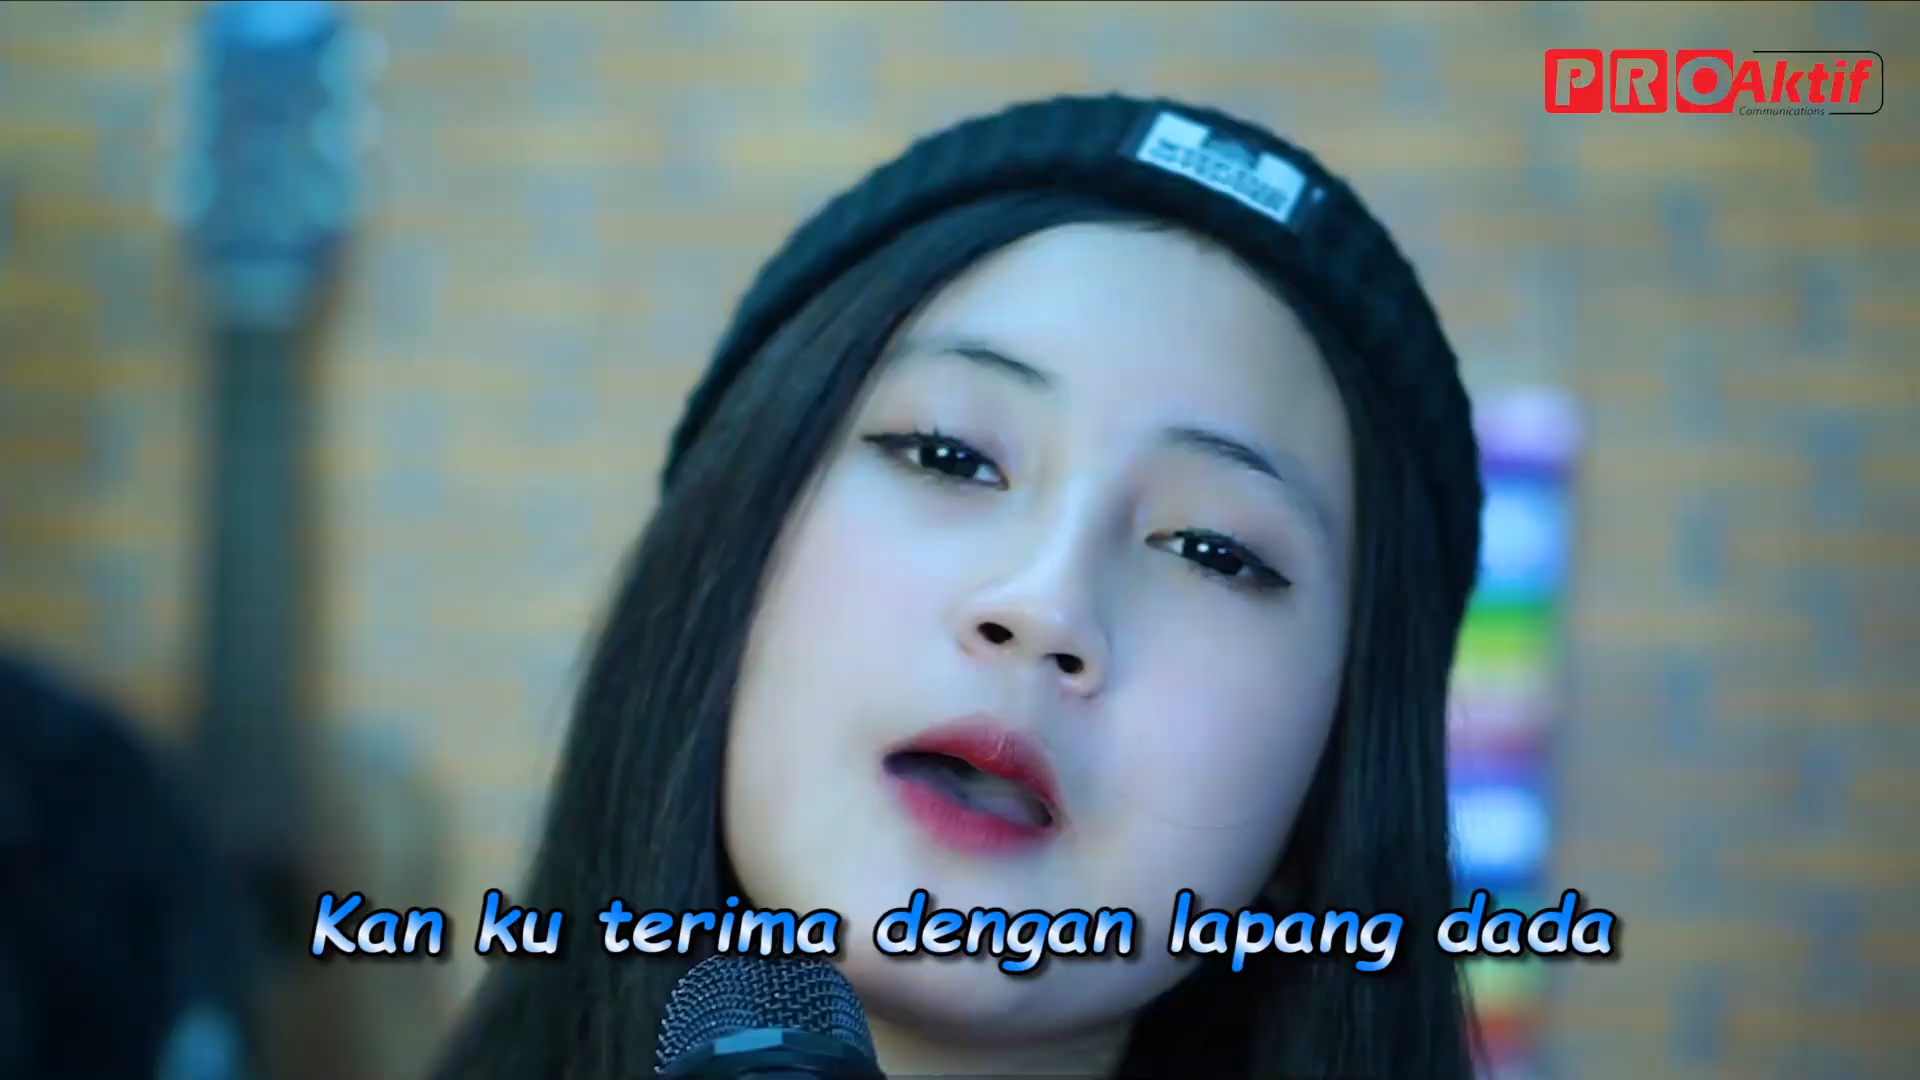 PROAktif
Communications
Kan ku terima dengan lapang dada